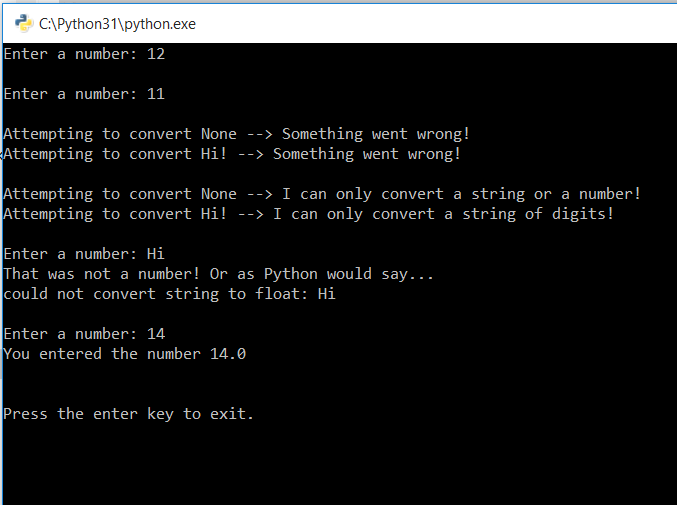 C:\Python31\python.exe
Enter a number: 12
Enter a number: 11
Attempting to convert None --> Something went wrong!
Attempting to convert Hi! --> Something went wrong!
Attempting to convert None --> I can only convert a string or a number!
Attempting to convert Hi! --> I can only convert a string of digits!
Enter a number: Hi
That was not a number! Or as Python would say...
could not convert string to float: Hi
Enter a number: 14
You entered the number 14.0
Press the enter key to exit.